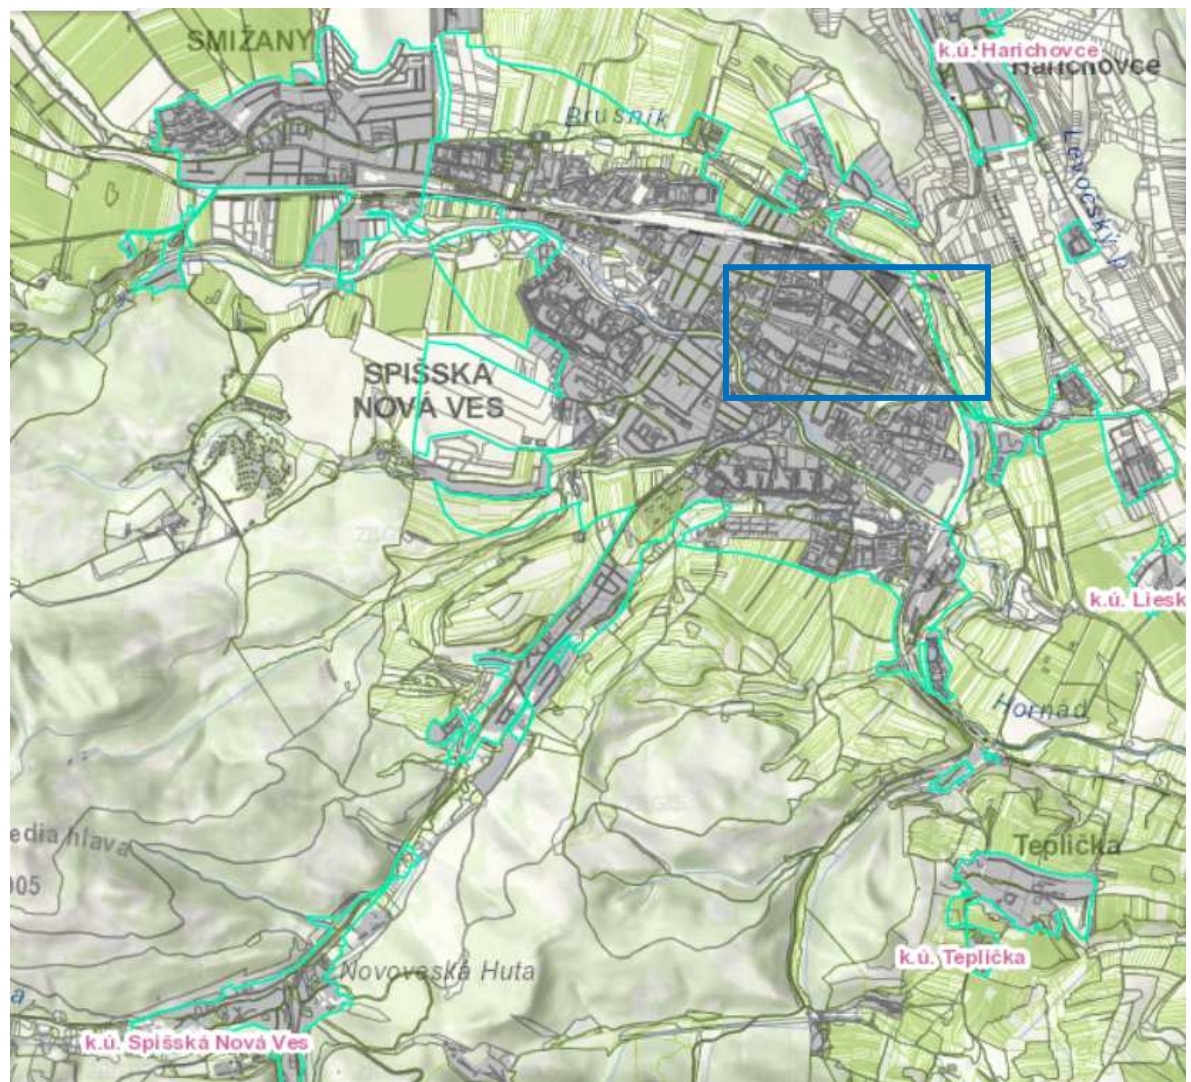 SMIŽANY
k.ú. Harichovce
Harichovce
Brusník
Levočský p.
SPIŠSKÁ
NOVÁ VES
k.ú. Liesk
Hornád
edia hlava
005
Teplička
k.ú. Teplička
Novoveská Huta
a,
k.ú. Spišská Nová Ves